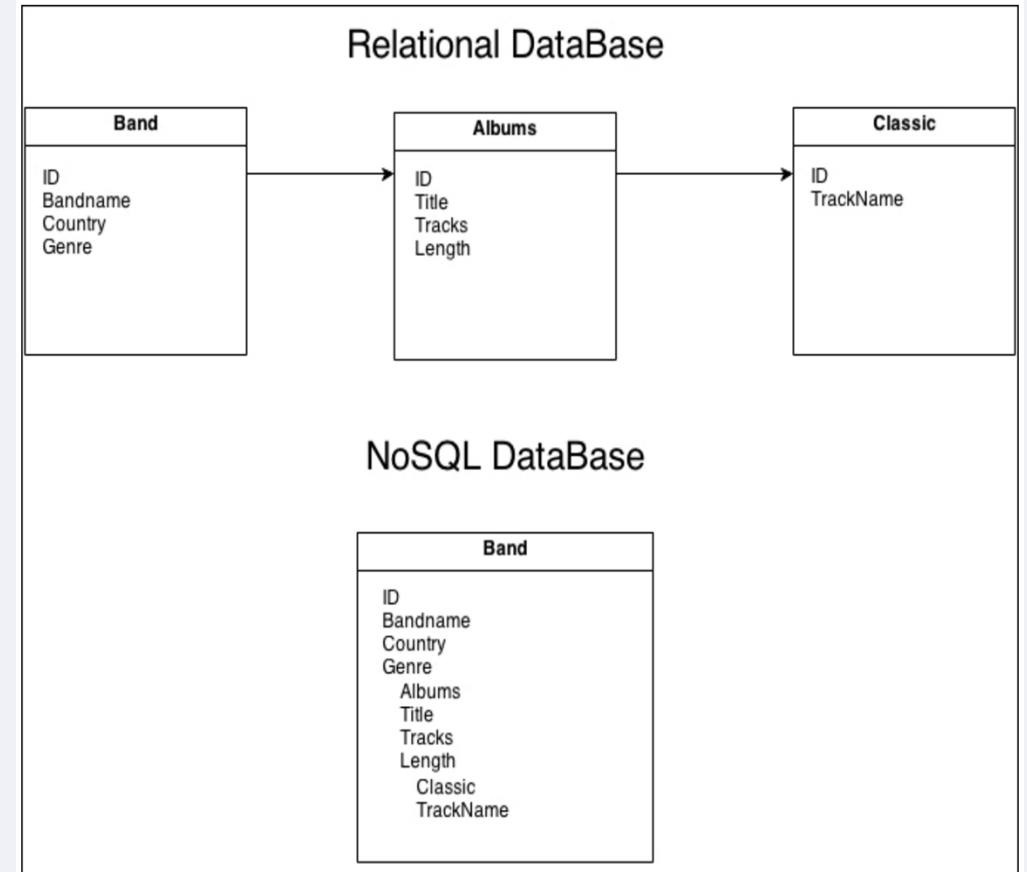 Relational DataBase
Band
ID
Bandname
Country
Genre
Albums
ID
Title
Tracks
Length
Classic
ID
TrackName
NoSQL DataBase
Band
ID
Bandname
Country
Genre
Albums
Title
Tracks
Length
Classic
TrackName